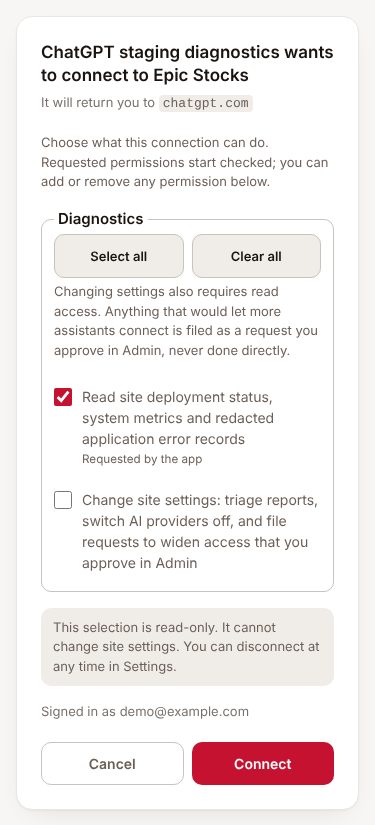 ChatGPT staging diagnostics wants
to connect to Epic Stocks
It will return you to chatgpt.com
Choose what this connection can do.
Requested permissions start checked; you can
add or remove any permission below.
Diagnostics
Select all
Clear all
Changing settings also requires read
access. Anything that would let more
assistants connect is filed as a request you
approve in Admin, never done directly.
Read site deployment status,
system metrics and redacted
application error records
Requested by the app
Change site settings: triage reports,
switch AI providers off, and file
requests to widen access that you
approve in Admin
This selection is read-only. It cannot
change site settings. You can disconnect at
any time in Settings.
Signed in as demo@example.com
Cancel
Connect